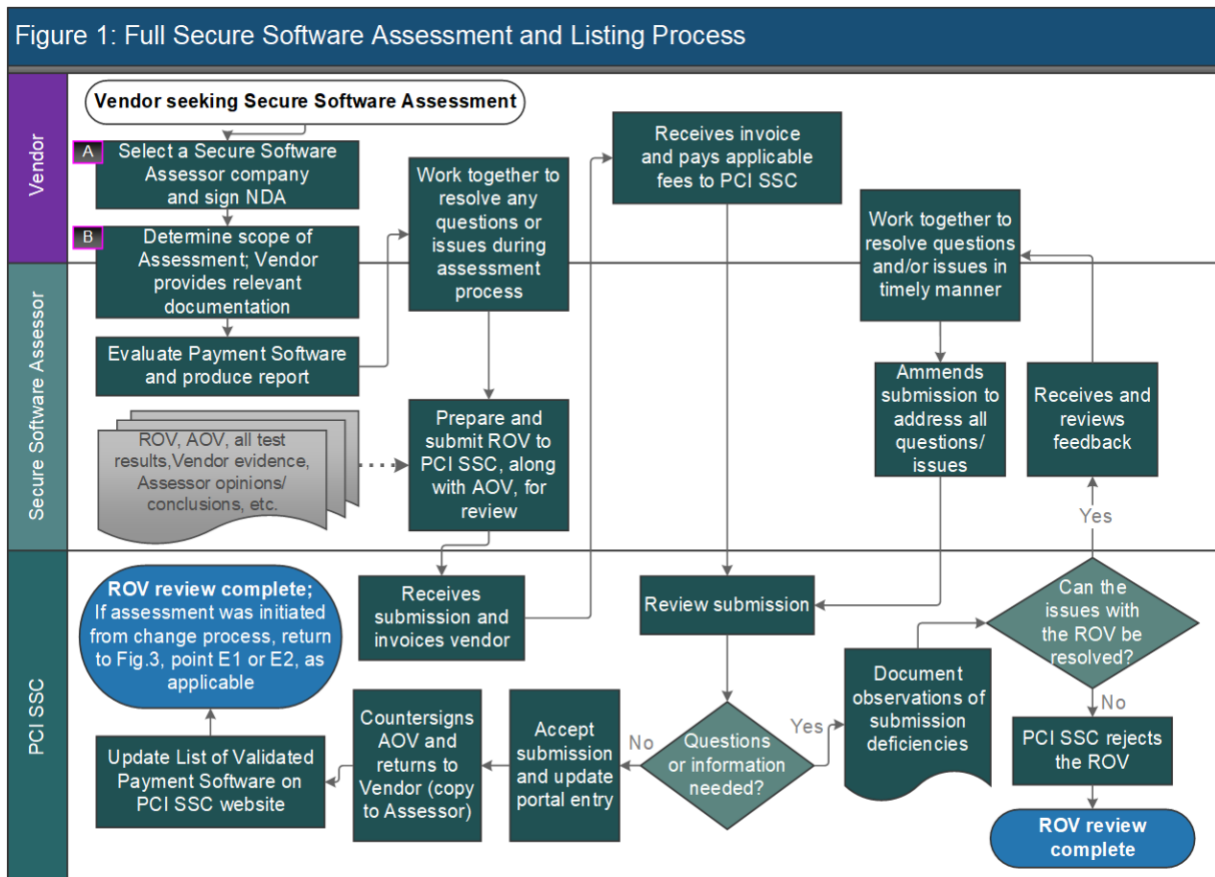 Figure 1: Full Secure Software Assessment and Listing Process
Vendor
Vendor seeking Secure Software Assessment
A
Select a Secure Software
Assessor company
and sign NDA
B
Determine scope of
Assessment; Vendor
provides relevant
documentation
Work together to
resolve any
questions or
issues during
assessment
process
Receives invoice
and pays applicable
fees to PCI SSC
Work together to
resolve questions
and/or issues in
timely manner
Secure Software Assessor
Evaluate Payment Software
and produce report
ROV, AOV, all test
results,Vendor evidence,
Assessor opinions/
conclusions, etc.
Prepare and
submit ROV to
PCI SSC, along
with AOV, for
review
Ammends
submission to
address all
questions/
issues
Receives and
reviews
feedback
Yes
PCI SSC
ROV review complete;
If assessment was initiated
from change process, return
to Fig.3, point E1 or E2, as
applicable
Receives
submission and
invoices vendor
Review submission
Can the
issues with
the ROV be
resolved?
Document
observations of
submission
deficiencies
Update List of Validated
Payment Software on
PCI SSC website
Countersigns
AOV and
returns to
Vendor (copy
to Assessor)
Accept
submission
and update
portal entry
No
Questions
or information
needed?
Yes
No
PCI SSC rejects
the ROV
ROV review
complete